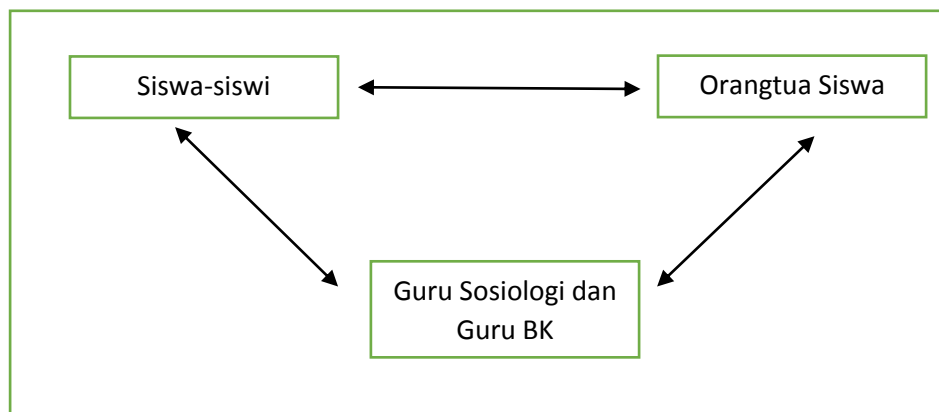 Siswa-siswi
Orangtua Siswa
Guru Sosiologi dan
Guru BK